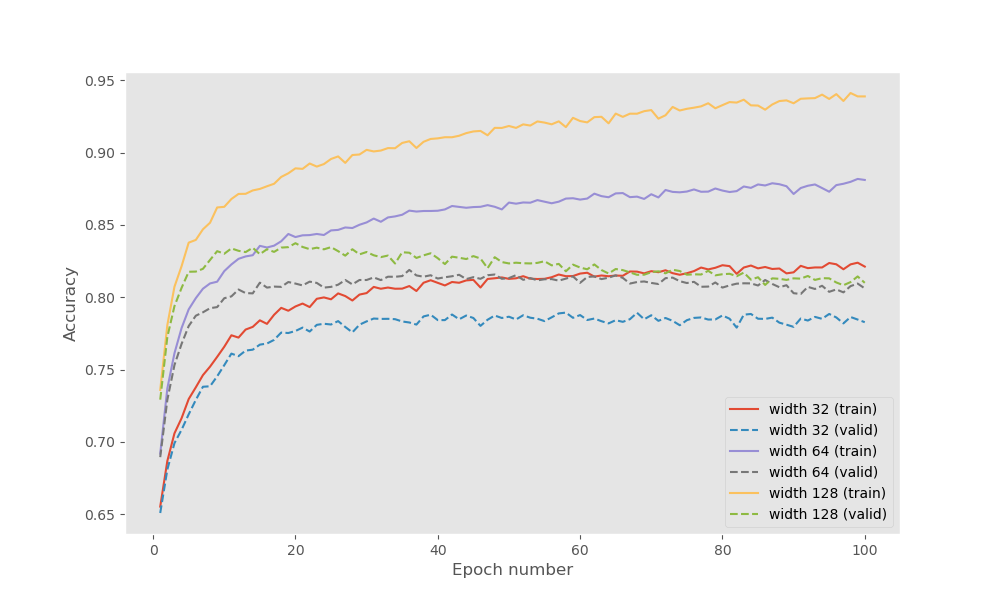 0.95
0.90
0.85
0.80
0.75
0.70
0.65
Accuracy
0 20 40 60 80 100
Epoch number
width 32 (train)
width 32 (valid)
width 64 (train)
width 64 (valid)
width 128 (train)
width 128 (valid)